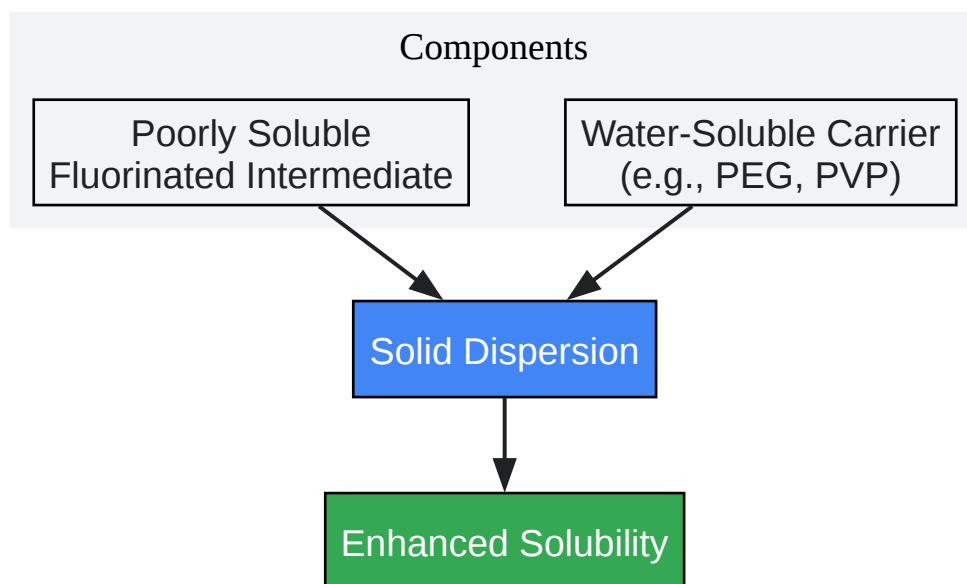 Components
Poorly Soluble
Fluorinated Intermediate
Water-Soluble Carrier
(e.g., PEG, PVP)
Solid Dispersion
Enhanced Solubility